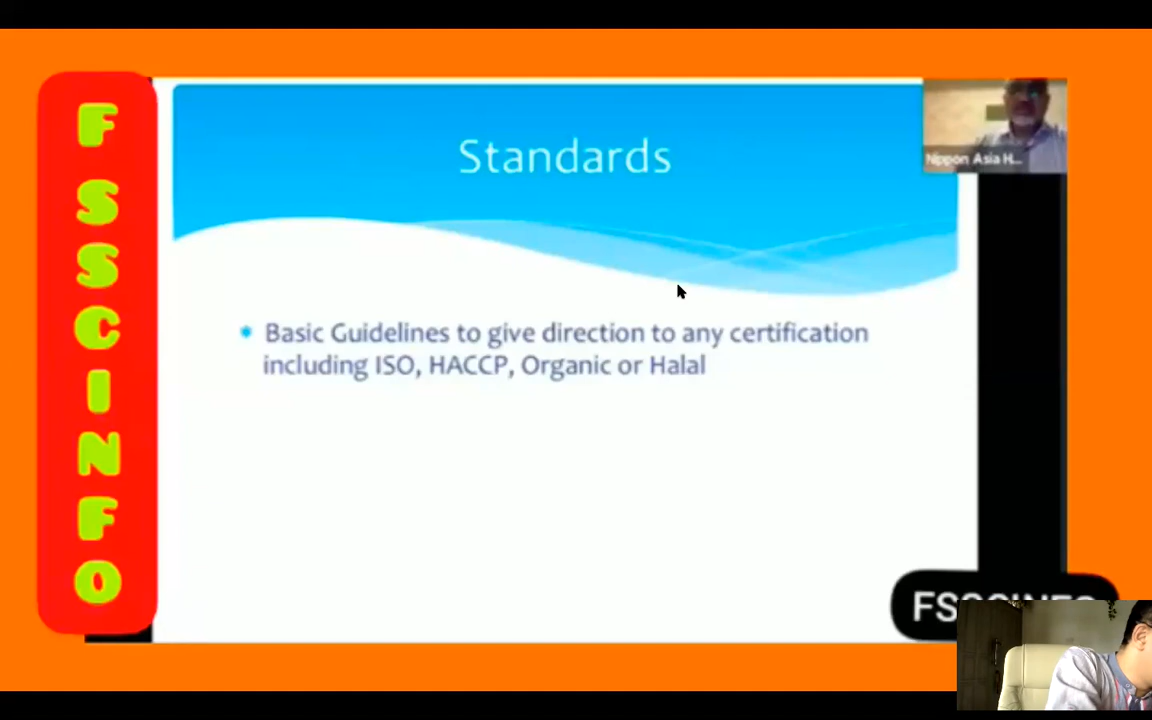 FSSCINFO
Standards
Nippon Asia H...
Basic Guidelines to give direction to any certification
including ISO, HACCP, Organic or Halal